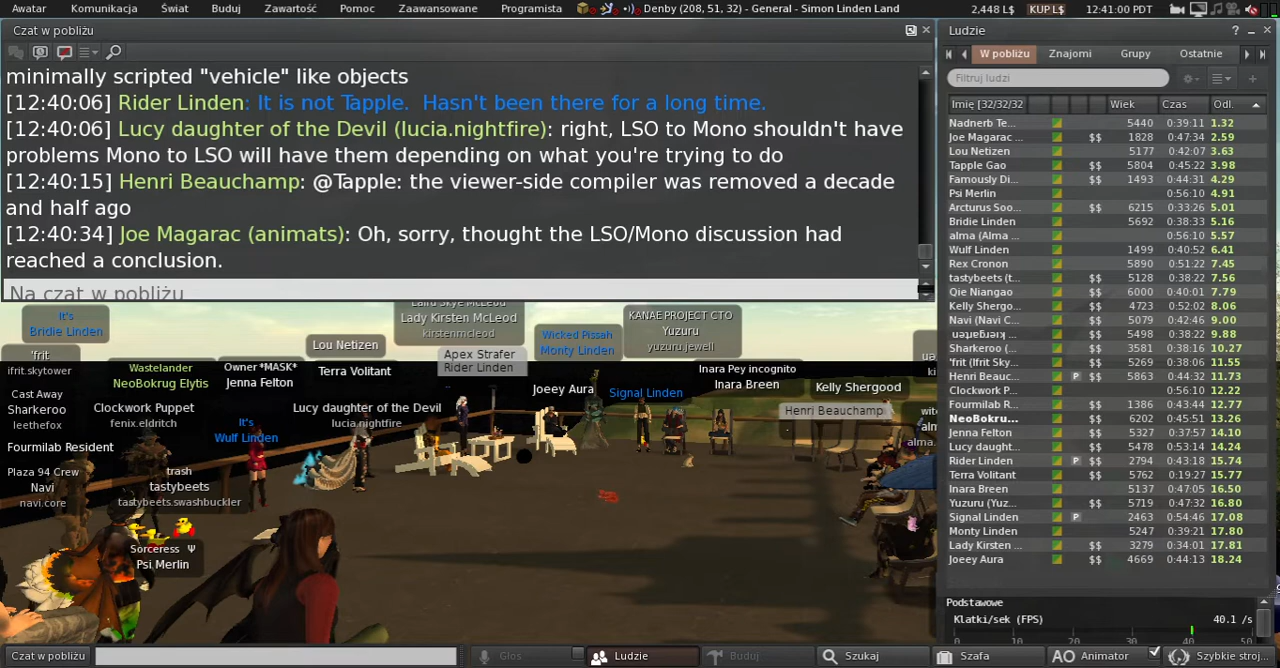 Awatar Komunikacja Świat Buduj Zawartość Pomoc Zaawansowane Programista Denby (208, 51, 32) - General - Simon Linden Land 2,448 L$ KUP L$ 12:41:00 PDT
Czat w pobliżu
minimally scripted "vehicle" like objects
[12:40:06] Rider Linden: It is not Tapple. Hasn't been there for a long time.
[12:40:06] Lucy daughter of the Devil (lucia.nightfire): right, LSO to Mono shouldn't have
problems Mono to LSO will have them depending on what you're trying to do
[12:40:15] Henri Beauchamp: @Tapple: the viewer-side compiler was removed a decade
and half ago
[12:40:34] Joe Magarac (animats): Oh, sorry, thought the LSO/Mono discussion had
reached a conclusion.
Na czat w pobliżu
It's
Bridie Linden
'frit
ifrit.skytower
Cast Away
Sharkeroo
leethefox
Fourmilab Resident
Plaza 94 Crew
Navi
navi.core
Wastelander
NeoBokrug Elytis
Clockwork Puppet
fenix.eldritch
trash
tastybeets
tastybeets.swashbuckler
Sorceress Ψ
Psi Merlin
Owner *MASK*
Jenna Felton
It's
Wulf Linden
Lou Netizen
Terra Volitant
Lucy daughter of the Devil
lucia.nightfire
Laird Skye McLeod
Lady Kirsten McLeod
kirstenmcleod
Apex Strafer
Rider Linden
Wicked Pissah
Monty Linden
Joeey Aura
KANAE PROJECT CTO
Yuzuru
yuzuru.jewell
Signal Linden
Inara Pey incognito
Inara Breen
Kelly Shergood
Henri Beauchamp
Ludzie
W pobliżu Znajomi Grupy Ostatnie
Filtruj ludzi
Imię [32/32/32 Wiek Czas Odl.
Nadnerb Te... 5440 0:39:11 1.32
Joe Magarac ... $$ 1828 0:47:34 2.59
Lou Netizen 5177 0:42:07 3.63
Tapple Gao $$ 5804 0:45:22 3.98
Famously Di... $$ 1493 0:44:31 4.29
Psi Merlin 0:56:10 4.91
Arcturus Soo... $$ 6215 0:33:26 5.01
Bridie Linden 5692 0:38:33 5.16
alma (Alma ... 0:56:10 5.57
Wulf Linden 1499 0:40:52 6.41
Rex Cronon 5890 0:51:22 7.45
tastybeets (t... $$ 5128 0:38:22 7.56
Qie Niangao $$ 6000 0:40:01 7.79
Kelly Shergo... $$ 4723 0:52:02 8.06
Navi (Navi C... $$ 5079 0:42:46 9.00
$$ 5498 0:38:22 9.88
Sharkeroo (... $$ 3581 0:38:16 10.27
'frit (Ifrit Sky... $$ 5269 0:38:06 11.55
Henri Beauc... P $$ 5863 0:44:32 11.73
Clockwork P... 0:56:10 12.22
Fourmilab R... $$ 1386 0:43:44 12.77
NeoBokru... $$ 6202 0:45:51 13.26
Jenna Felton $$ 5327 0:37:57 14.10
Lucy daught... $$ 5478 0:53:14 14.24
Rider Linden P $$ 2794 0:43:18 15.74
Terra Volitant $$ 5762 0:19:27 15.77
Inara Breen 5137 0:47:05 16.50
Yuzuru (Yuz... $$ 5719 0:47:32 16.80
Signal Linden P 2463 0:54:46 17.08
Monty Linden 5247 0:39:21 17.80
Lady Kirsten ... $$ 3279 0:34:01 17.81
Joeey Aura $$ 4669 0:44:13 18.24
Podstawowe
Klatki/sek (FPS) 40.1 /s
0 10 20 30 40 50
Czat w pobliżu Głos Ludzie Buduj Szukaj Szafa AO Animator Szybkie stroj...